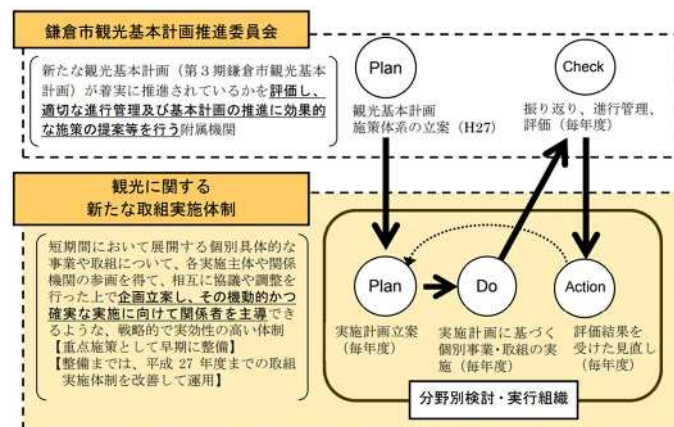 鎌倉市観光基本計画推進委員会
新たな観光基本計画（第３期鎌倉市観光基本
計画）が着実に推進されているかを評価し、
適切な進行管理及び基本計画の推進に効果的
な施策の提案等を行う附属機関
Plan
観光基本計画
施策体系の立案（H27）
Check
振り返り、進行管理、
評価（毎年度）
観光に関する
新たな取組実施体制
短期間において展開する個別具体的な
事業や取組について、各実施主体や関係
機関の参画を得て、相互に協議や調整を
行った上で企画立案し、その機動的かつ
確実な実施に向けて関係者を主導でき
るような、戦略的で実効性の高い体制
【重点施策として早期に整備】
【整備までは、平成 27 年度までの取組
実施体制を改善して運用】
Plan
実施計画立案
（毎年度）
Do
実施計画に基づく
個別事業・取組の実
施（毎年度）
Action
評価結果を
受けた見直し
（毎年度）
分野別検討・実行組織